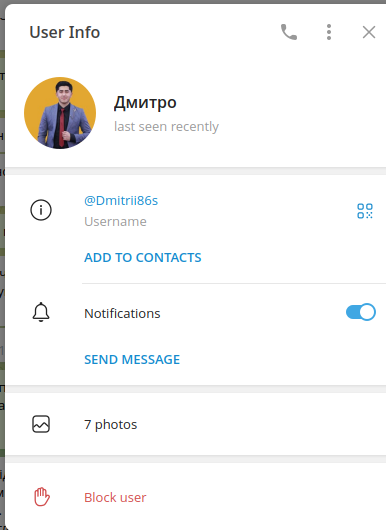 User Info
Дмитро
last seen recently
@Dmitrii86s
Username
ADD TO CONTACTS
Notifications
SEND MESSAGE
7 photos
Block user